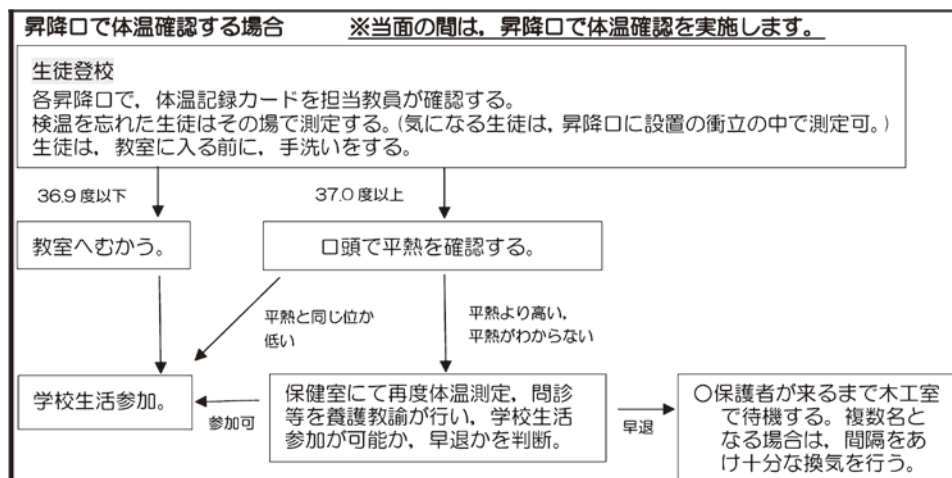 昇降口で体温確認する場合　※当面の間は，昇降口で体温確認を実施します。
生徒登校
各昇降口で，体温記録カードを担当教員が確認する。
検温を忘れた生徒はその場で測定する。（気になる生徒は，昇降口に設置の衝立の中で測定可。）
生徒は，教室に入る前に，手洗いをする。
36.9度以下
37.0度以上
教室へむかう。
口頭で平熱を確認する。
平熱と同じ位か
低い
平熱より高い，
平熱がわからない
学校生活参加。
参加可
保健室にて再度体温測定，問診
等を養護教諭が行い，学校生活
参加が可能か，早退かを判断。
早退
〇保護者が来るまで木工室
で待機する。複数名と
なる場合は，間隔をあ
け十分な換気を行う。